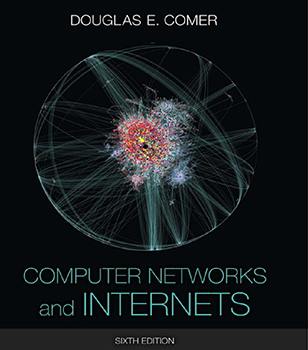 DOUGLAS E. COMER
COMPUTER NETWORKS
and INTERNETS
SIXTH EDITION